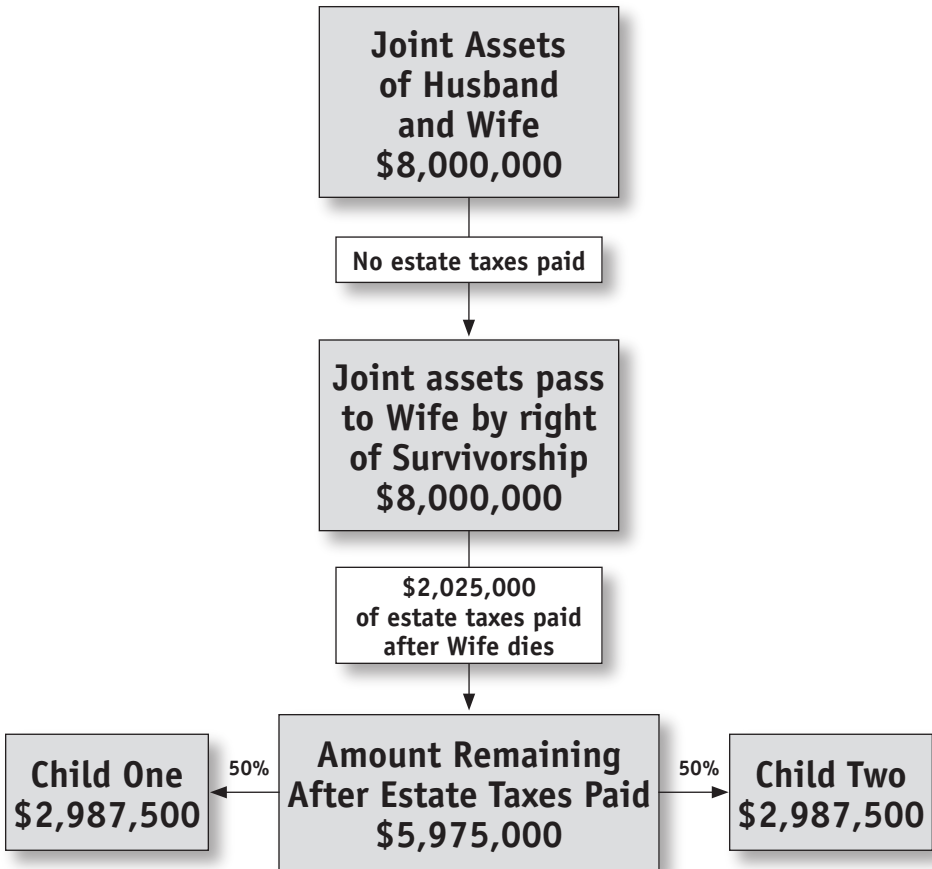 Joint Assets
of Husband
and Wife
$8,000,000
No estate taxes paid
Joint assets pass
to Wife by right
of Survivorship
$8,000,000
$2,025,000
of estate taxes paid
after Wife dies
Child One
$2,987,500
50%
Amount Remaining
After Estate Taxes Paid
$5,975,000
50%
Child Two
$2,987,500